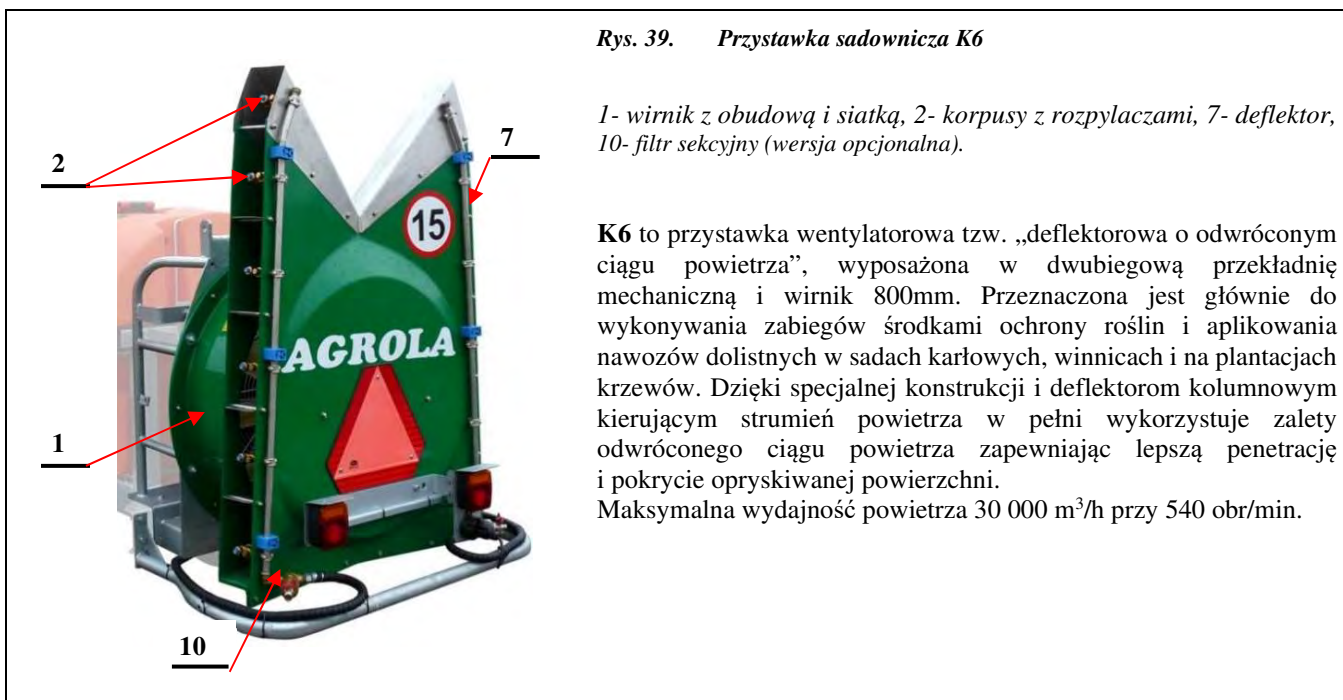 Rys. 39. Przystawka sadownicza K6
1- wirnik z obudową i siatką, 2- korpusy z rozpylaczami, 7- deflektor,
10- filtr sekcyjny (wersja opcjonalna).
2
7
15
K6 to przystawka wentylatorowa tzw. „deflektorowa o odwróconym
ciągu powietrza”, wyposażona w dwubiegową przekładnię
mechaniczną i wirnik 800mm. Przeznaczona jest głównie do
wykonywania zabiegów środkami ochrony roślin i aplikowania
nawozów dolistnych w sadach karłowych, winnicach i na plantacjach
krzewów. Dzięki specjalnej konstrukcji i deflektorom kolumnowym
kierującym strumień powietrza w pełni wykorzystuje zalety
odwróconego ciągu powietrza zapewniając lepszą penetrację
i pokrycie opryskiwanej powierzchni.
Maksymalna wydajność powietrza 30 000 m³/h przy 540 obr/min.
AGROLA
1
10